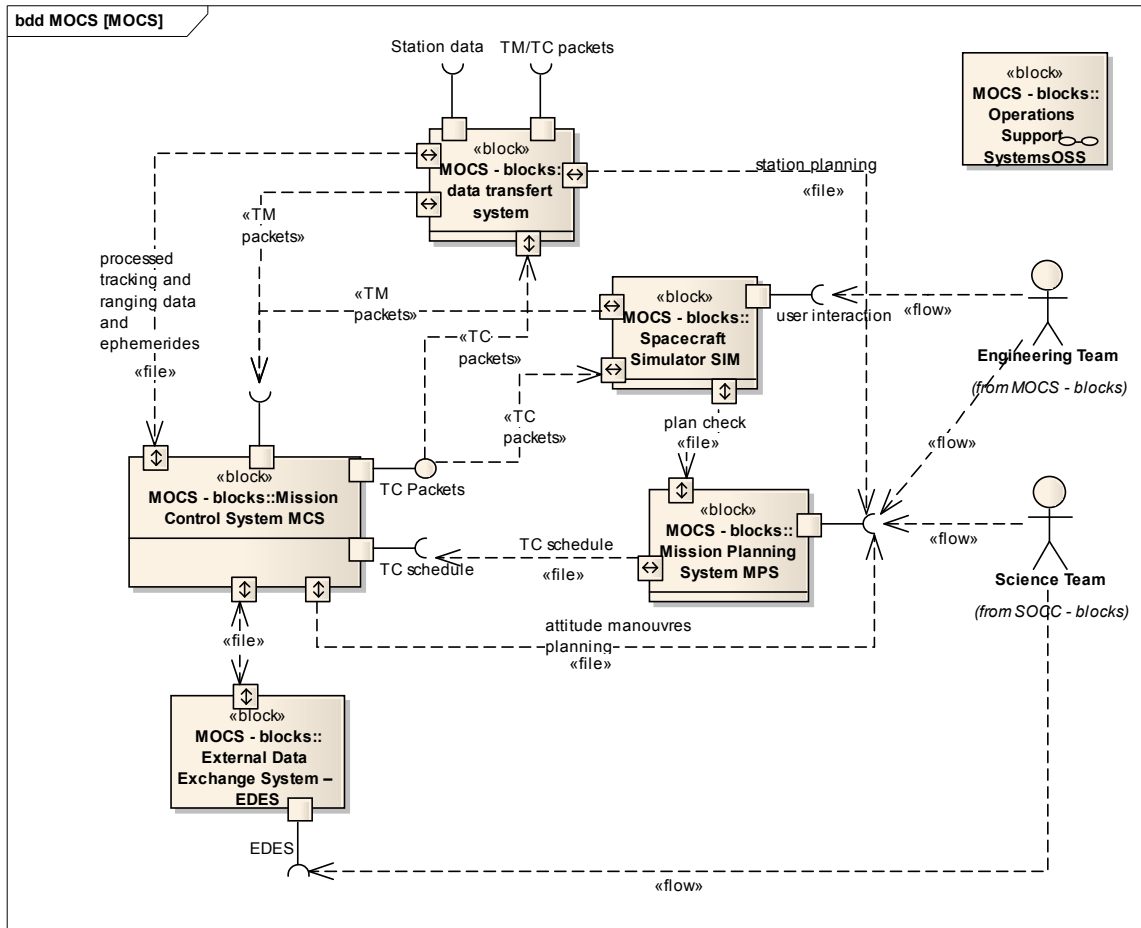 bdd MOCS [MOCS]
Station data
TM/TC packets
«block»
MOCS - blocks::
Operations
Support
SystemsOSS
«block»
MOCS - blocks::
data transfert
system
station planning
«file»
«TM
packets»
processed
tracking and
ranging data
and
ephemerides
«file»
«TM
packets»
«block»
MOCS - blocks::
Spacecraft
Simulator SIM
user interaction
«flow»
Engineering Team
(from MOCS - blocks)
«TC
packets»
«TC
packets»
plan check
«file»
«flow»
«block»
MOCS - blocks::Mission
Control System MCS
TC Packets
TC schedule
«block»
MOCS - blocks::
Mission Planning
System MPS
TC schedule
«file»
«flow»
Science Team
(from SOCC - blocks)
attitude manouvres
planning
«file»
«file»
«block»
MOCS - blocks::
External Data
Exchange System –
EDES
EDES
«flow»